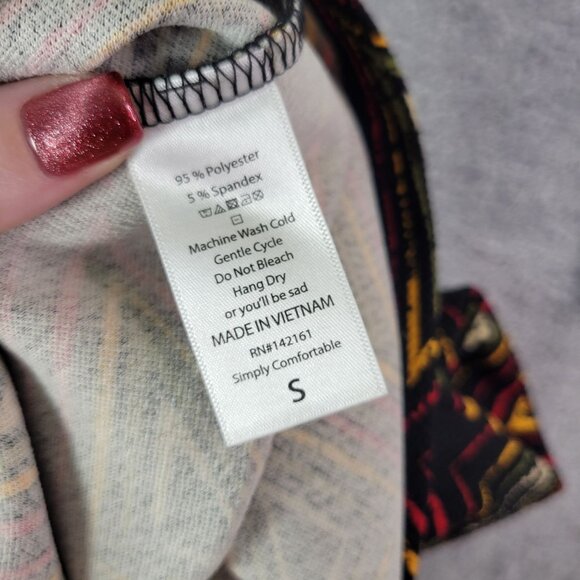 95 % Polyester
5 % Spandex
Machine Wash Cold
Gentle Cycle
Do Not Bleach
Hang Dry
or you'll be sad
MADE IN VIETNAM
RN#142161
Simply Comfortable
S